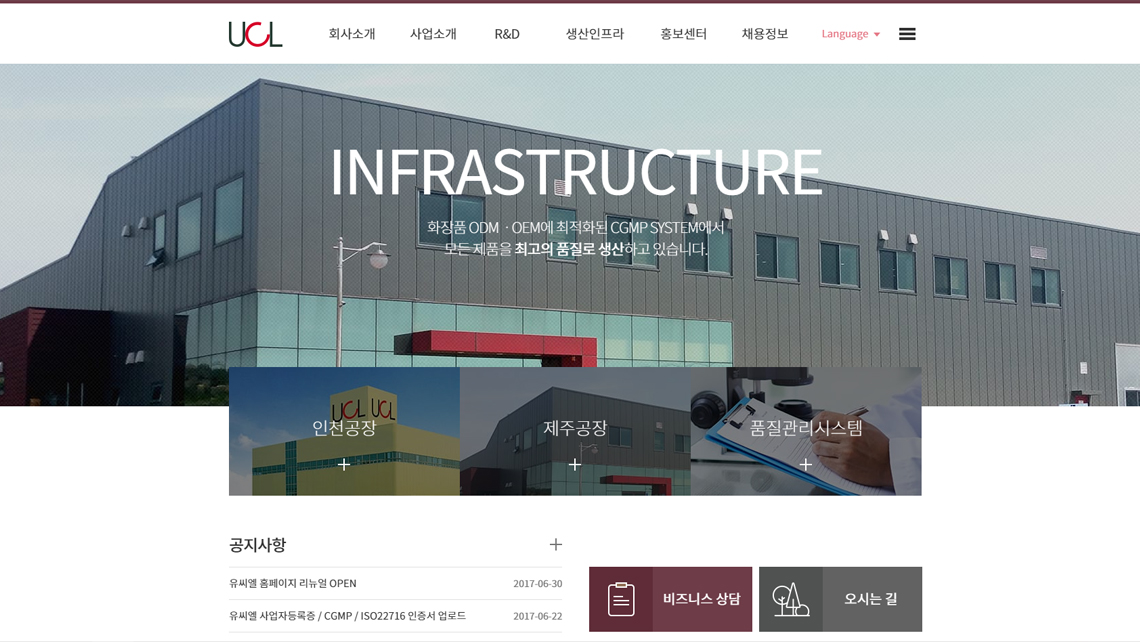 UCL
회사소개 사업소개 R&D 생산인프라 홍보센터 채용정보 Language
INFRASTRUCTURE
화장품 ODM · OEM에 최적화된 CGMP SYSTEM에서
모든 제품을 최고의 품질로 생산하고 있습니다.
UCL UCL
인천공장 제주공장 품질관리시스템
공지사항
유씨엘 홈페이지 리뉴얼 OPEN 2017-06-30
유씨엘 사업자등록증 / CGMP / ISO22716 인증서 업로드 2017-06-22
비즈니스 상담 오시는 길